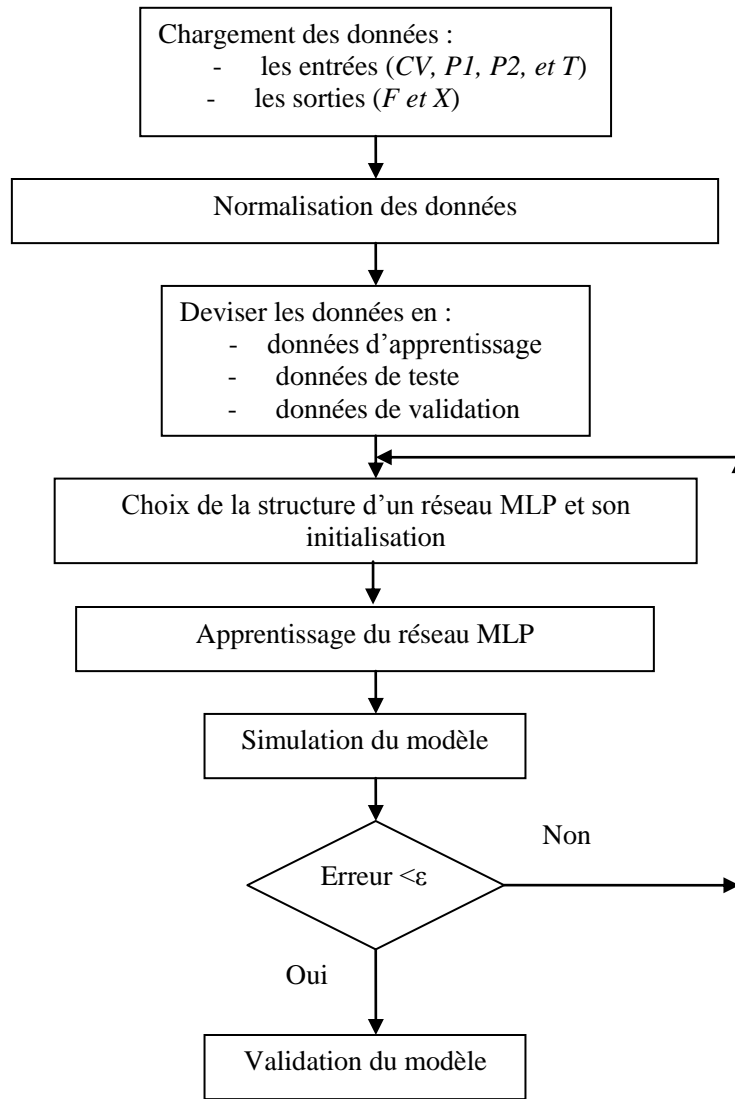 Chargement des données :
- les entrées (CV, P1, P2, et T)
- les sorties (F et X)
Normalisation des données
Deviser les données en :
- données d’apprentissage
- données de teste
- données de validation
Choix de la structure d’un réseau MLP et son
initialisation
Apprentissage du réseau MLP
Simulation du modèle
Non
Erreur <ε
Oui
Validation du modèle